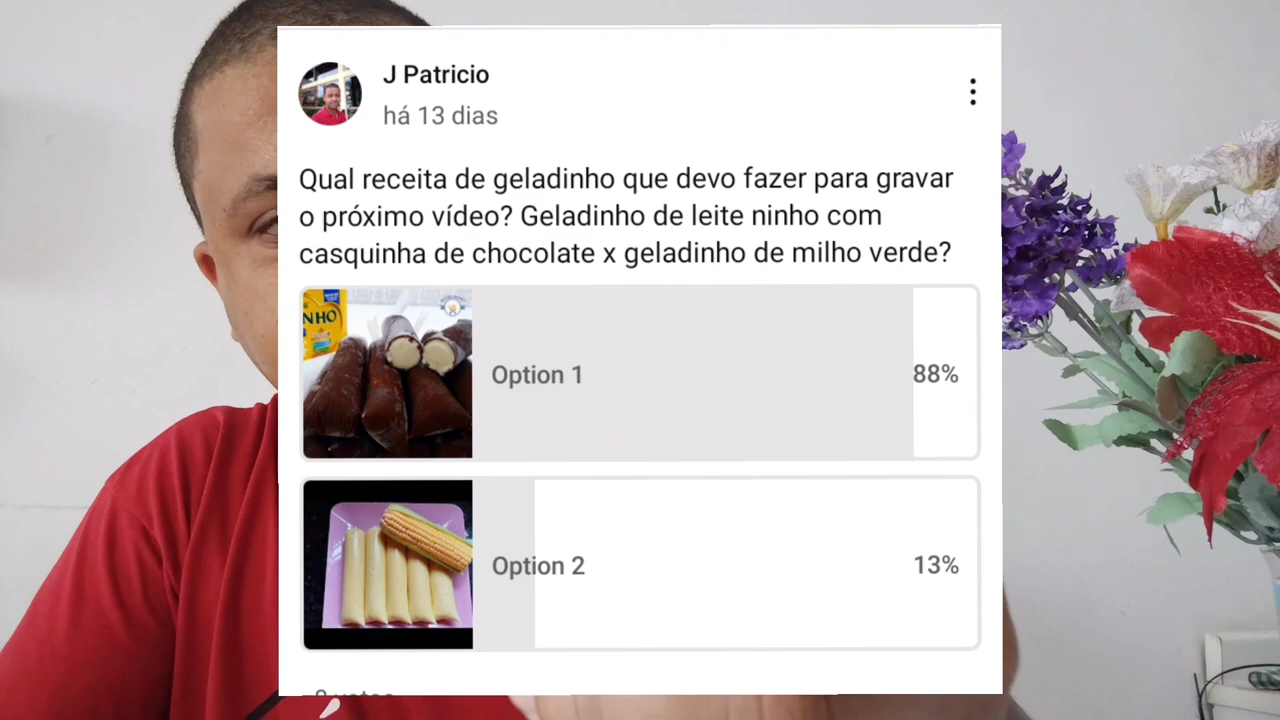 J Patricio
há 13 dias
Qual receita de geladinho que devo fazer para gravar
o próximo vídeo? Geladinho de leite ninho com
casquinha de chocolate x geladinho de milho verde?
NHO
Option 1
88%
Option 2
13%